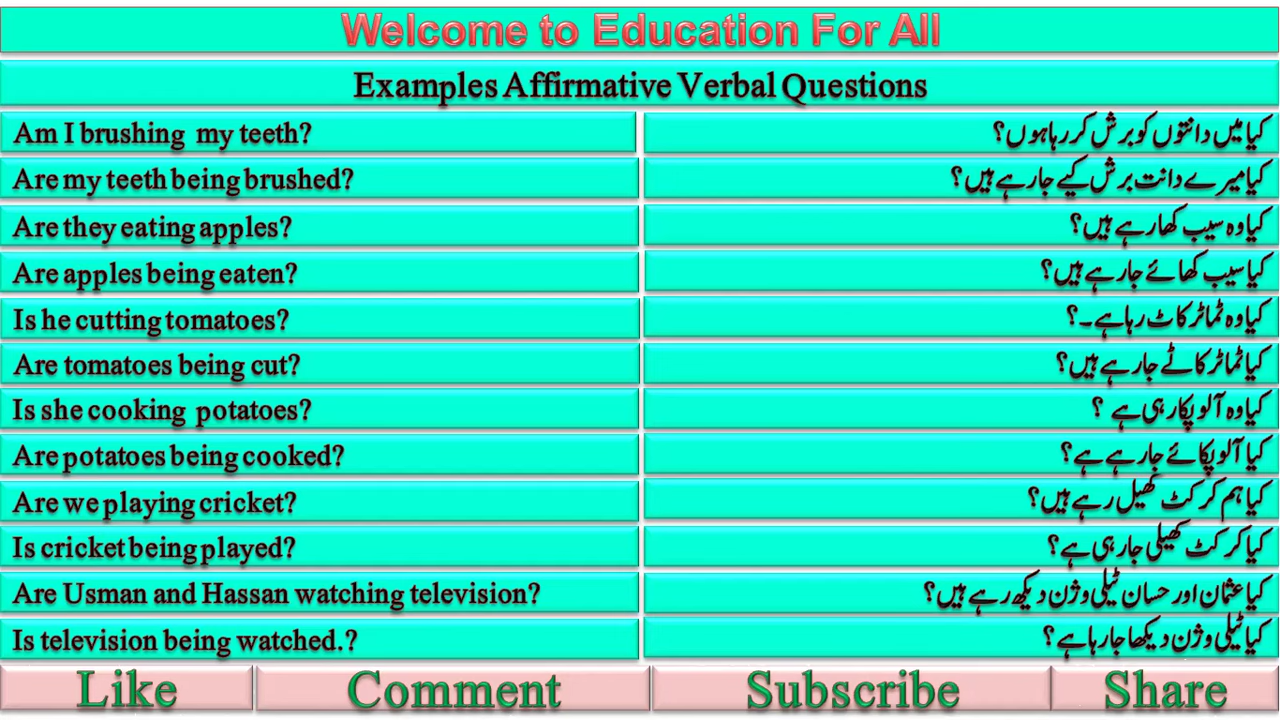 Welcome to Education For All
Examples Affirmative Verbal Questions
Am I brushing my teeth?
کیا میں دانتوں کو برش کر رہا ہوں؟
Are my teeth being brushed?
کیا میرے دانت برش کیے جا رہے ہیں؟
Are they eating apples?
کیا وہ سیب کھا رہے ہیں؟
Are apples being eaten?
کیا سیب کھائے جا رہے ہیں؟
Is he cutting tomatoes?
کیا وہ ٹماٹر کاٹ رہا ہے۔؟
Are tomatoes being cut?
کیا ٹماٹر کاٹے جا رہے ہیں؟
Is she cooking potatoes?
کیا وہ آلو پکا رہی ہے ؟
Are potatoes being cooked?
کیا آلو پکائے جا رہے ہے؟
Are we playing cricket?
کیا ہم کرکٹ کھیل رہے ہیں؟
Is cricket being played?
کیا کرکٹ کھیلی جا رہی ہے؟
Are Usman and Hassan watching television?
کیا عثمان اور حسان ٹیلی وژن دیکھ رہے ہیں؟
Is television being watched.?
کیا ٹیلی وژن دیکھا جا رہا ہے؟
Like Comment Subscribe Share